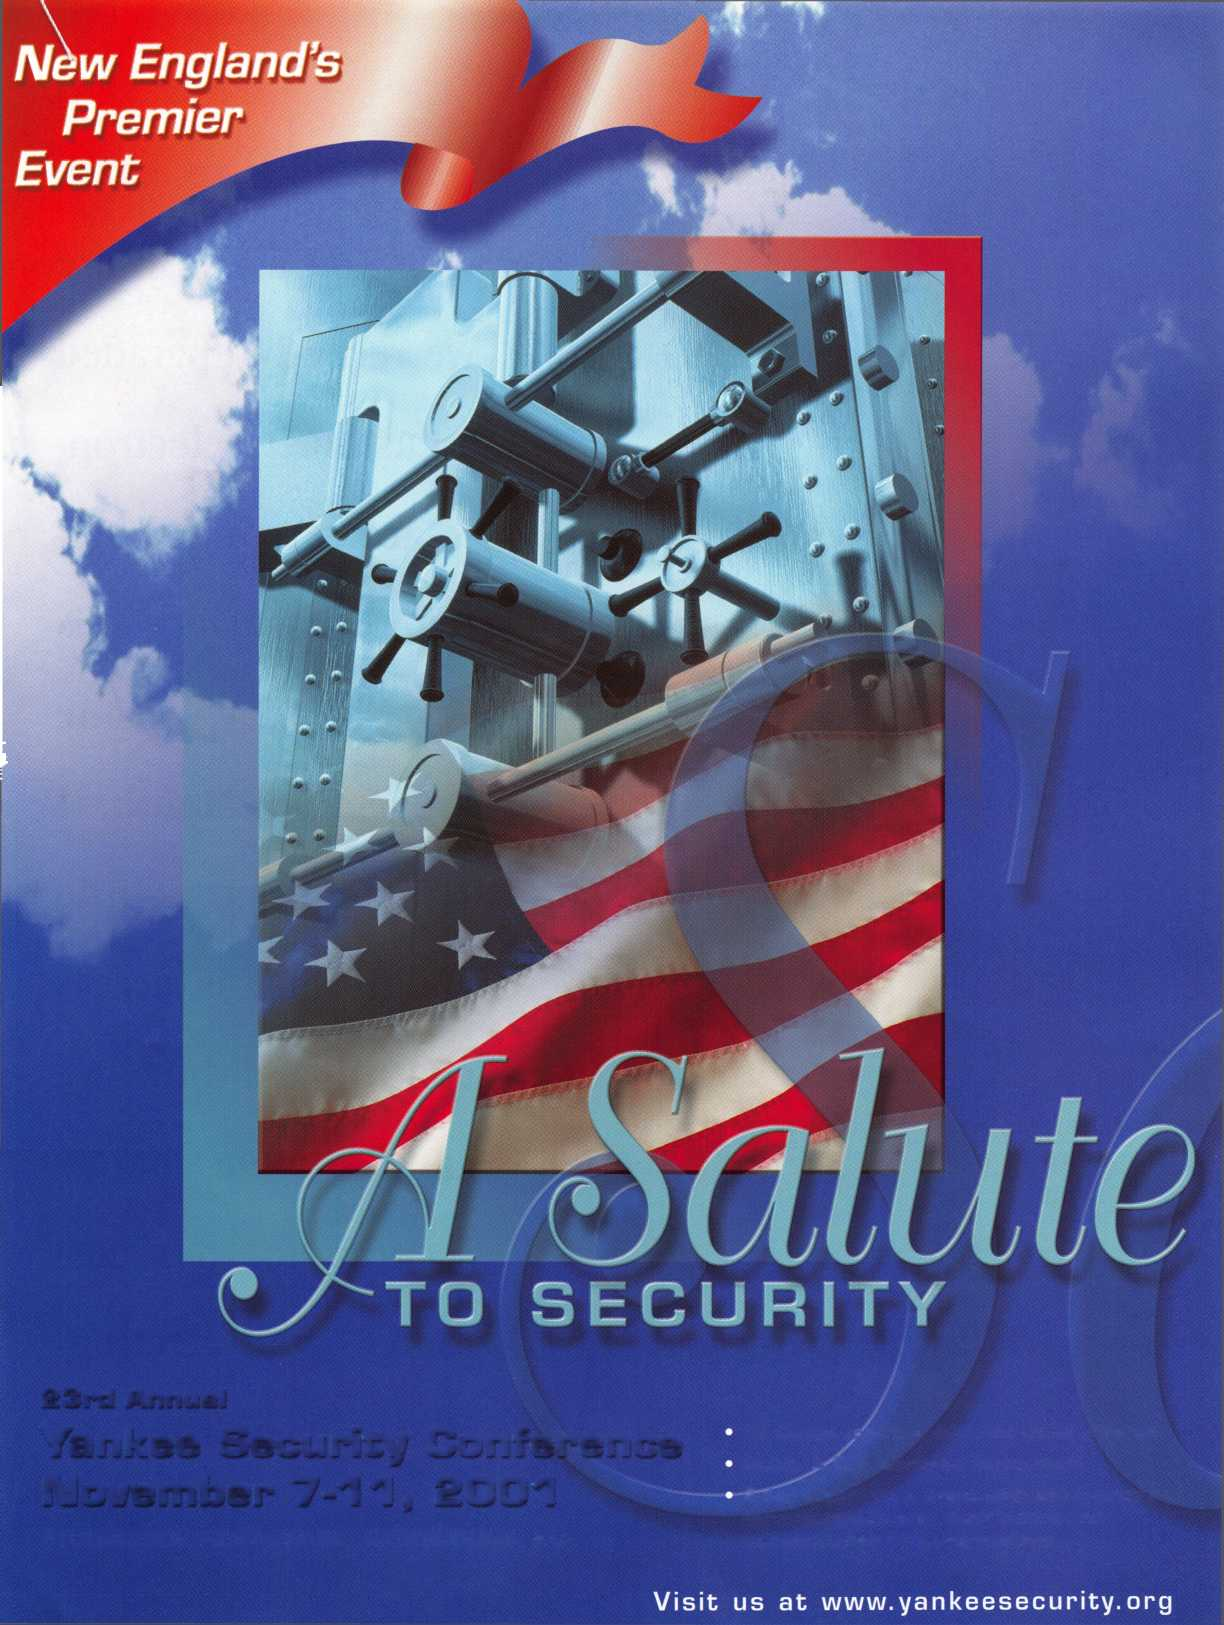 New England's
Premier
Event
A Salute
TO SECURITY
23rd Annual
Yankee Security Conference
November 7-11, 2001
Visit us at www.yankeesecurity.org